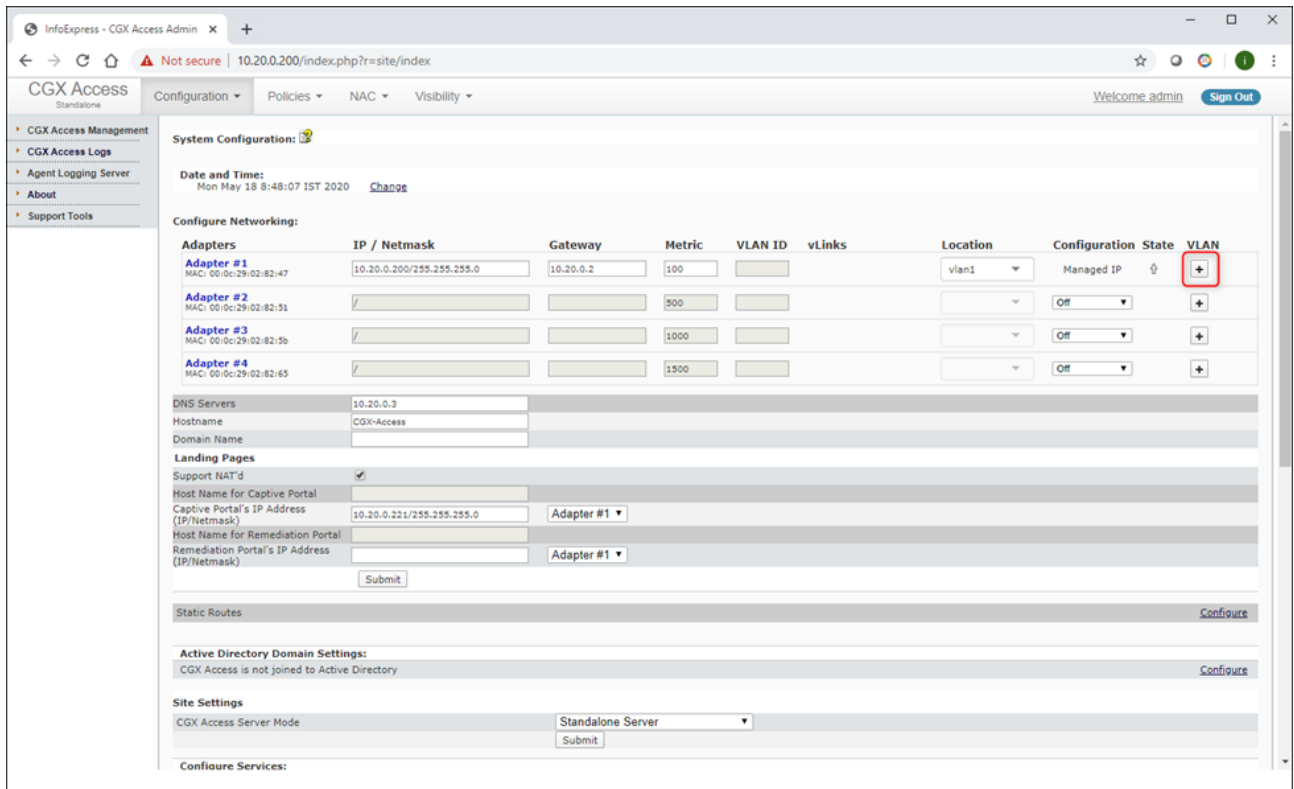 InfoExpress - CGX Access Admin
Not secure | 10.20.0.200/index.php?r=site/index
i
CGX Access
Standalone
Configuration Policies NAC Visibility Welcome admin Sign Out
CGX Access Management
CGX Access Logs
Agent Logging Server
About
Support Tools
System Configuration:
Date and Time:
Mon May 18 8:48:07 IST 2020 Change
Configure Networking:
Adapters IP / Netmask Gateway Metric VLAN ID vLinks Location Configuration State VLAN
Adapter #1 10.20.0.200/255.255.255.0 10.20.0.2 100 vlan1 Managed IP +
MAC: 00:0c:29:02:82:47
Adapter #2 / 500 Off +
MAC: 00:0c:29:02:82:51
Adapter #3 / 1000 Off +
MAC: 00:0c:29:02:82:5b
Adapter #4 / 1500 Off +
MAC: 00:0c:29:02:82:65
DNS Servers 10.20.0.3
Hostname CGX-Access
Domain Name
Landing Pages
Support NAT'd
Host Name for Captive Portal
Captive Portal's IP Address
(IP/Netmask) 10.20.0.221/255.255.255.0 Adapter #1
Host Name for Remediation Portal
Remediation Portal's IP Address
(IP/Netmask) Adapter #1
Submit
Static Routes Configure
Active Directory Domain Settings:
CGX Access is not joined to Active Directory Configure
Site Settings
CGX Access Server Mode Standalone Server
Submit
Configure Services: